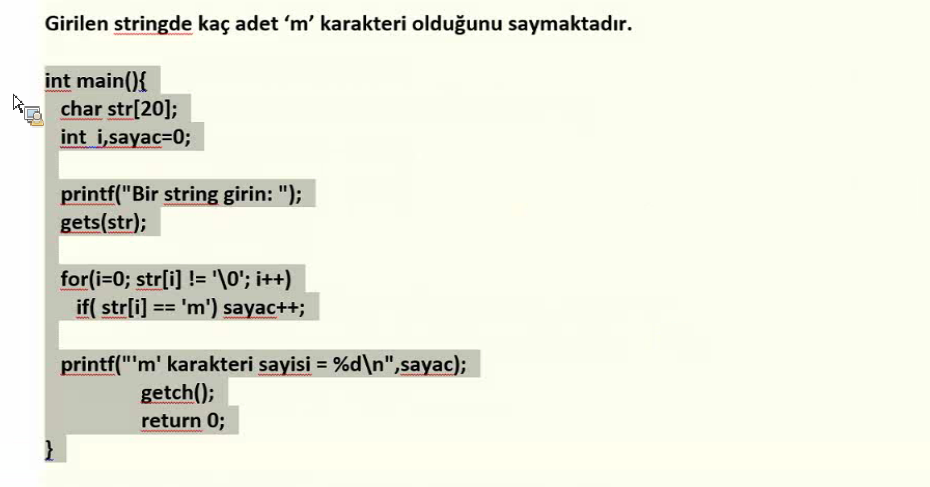 Girilen stringde kaç adet ‘m’ karakteri olduğunu saymaktadır.
int main(){
char str[20];
int i,sayac=0;
printf("Bir string girin: ");
gets(str);
for(i=0; str[i] != '\0'; i++)
if( str[i] == 'm') sayac++;
printf("'m' karakteri sayisi = %d\n",sayac);
getch();
return 0;
}